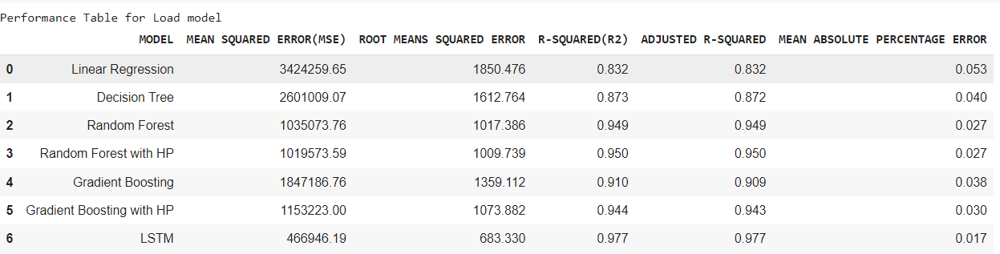 Performance Table for Load model
MODEL MEAN SQUARED ERROR(MSE) ROOT MEANS SQUARED ERROR R-SQUARED(R2) ADJUSTED R-SQUARED MEAN ABSOLUTE PERCENTAGE ERROR
0 Linear Regression 3424259.65 1850.476 0.832 0.832 0.053
1 Decision Tree 2601009.07 1612.764 0.873 0.872 0.040
2 Random Forest 1035073.76 1017.386 0.949 0.949 0.027
3 Random Forest with HP 1019573.59 1009.739 0.950 0.950 0.027
4 Gradient Boosting 1847186.76 1359.112 0.910 0.909 0.038
5 Gradient Boosting with HP 1153223.00 1073.882 0.944 0.943 0.030
6 LSTM 466946.19 683.330 0.977 0.977 0.017